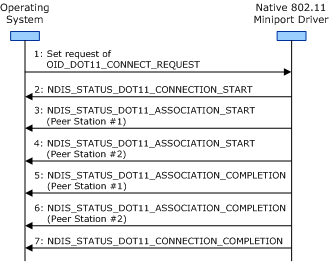 Operating
System
Native 802.11
Miniport Driver
1: Set request of
OID_DOT11_CONNECT_REQUEST
2: NDIS_STATUS_DOT11_CONNECTION_START
3: NDIS_STATUS_DOT11_ASSOCIATION_START
(Peer Station #1)
4: NDIS_STATUS_DOT11_ASSOCIATION_START
(Peer Station #2)
5: NDIS_STATUS_DOT11_ASSOCIATION_COMPLETION
(Peer Station #1)
6: NDIS_STATUS_DOT11_ASSOCIATION_COMPLETION
(Peer Station #2)
7: NDIS_STATUS_DOT11_CONNECTION_COMPLETION